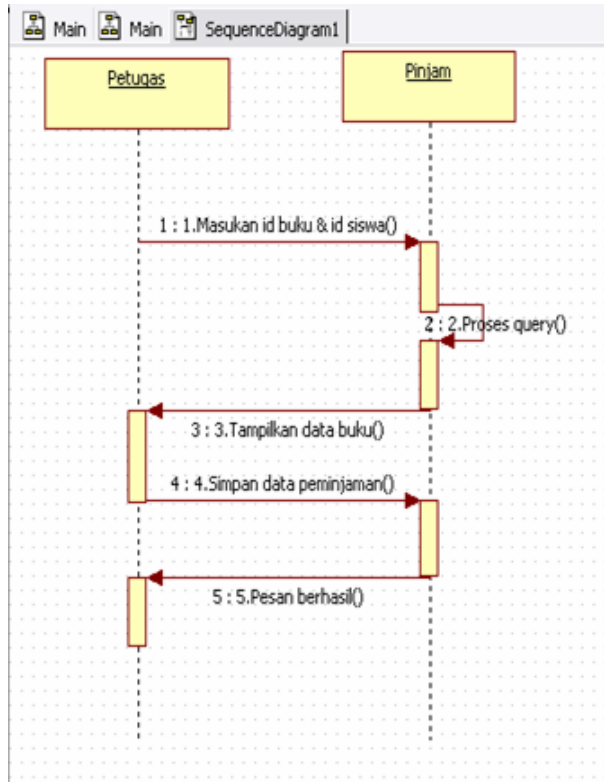 Main Main SequenceDiagram1
Petugas Pinjam
1 : 1.Masukan id buku & id siswa()
2 : 2.Proses query()
3 : 3.Tampilkan data buku()
4 : 4.Simpan data peminjaman()
5 : 5.Pesan berhasil()